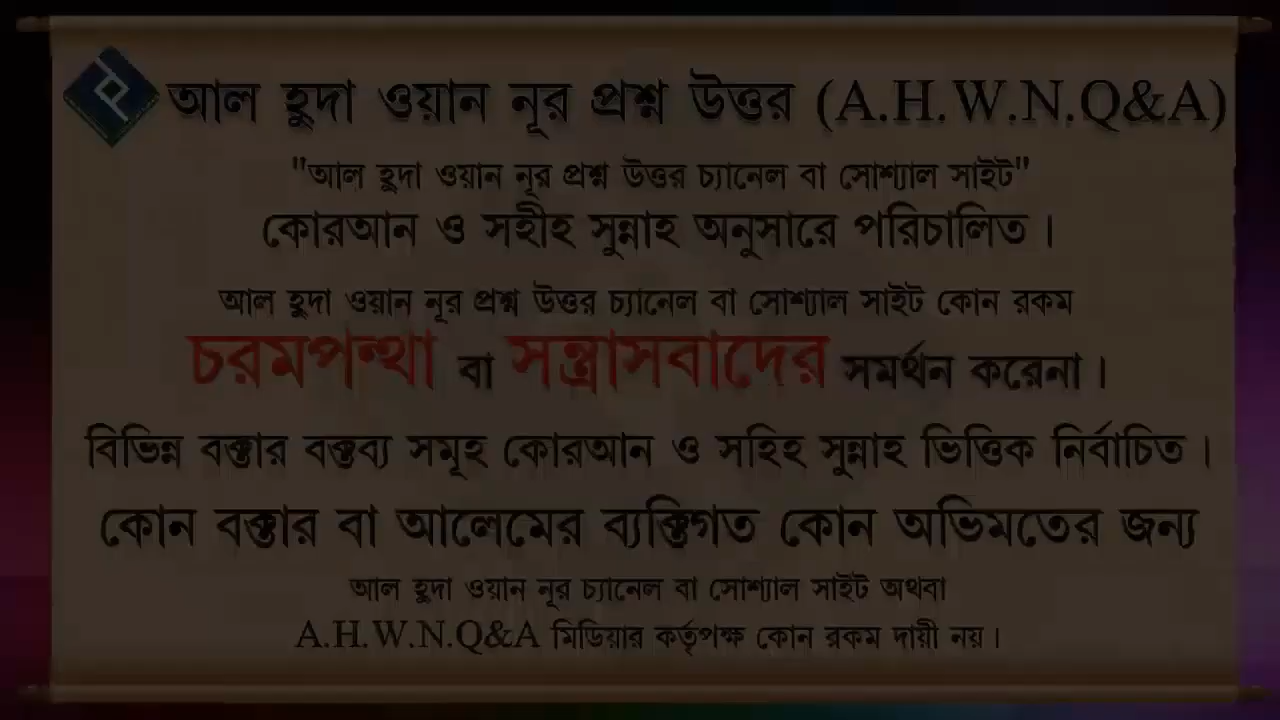 আল হুদা ওয়ান নূর প্রশ্ন উত্তর (A.H.W.N.Q&A)
"আল হুদা ওয়ান নূর প্রশ্ন উত্তর চ্যানেল বা সোশ্যাল সাইট"
কোরআন ও সহীহ সুন্নাহ অনুসারে পরিচালিত।
আল হুদা ওয়ান নূর প্রশ্ন উত্তর চ্যানেল বা সোশ্যাল সাইট কোন রকম
চরমপন্থা বা সন্ত্রাসবাদের সমর্থন করেনা।
বিভিন্ন বক্তার বক্তব্য সমূহ কোরআন ও সহিহ সুন্নাহ ভিত্তিক নির্বাচিত।
কোন বক্তার বা আলেমের ব্যক্তিগত কোন অভিমতের জন্য
আল হুদা ওয়ান নূর চ্যানেল বা সোশ্যাল সাইট অথবা
A.H.W.N.Q&A মিডিয়ার কর্তৃপক্ষ কোন রকম দায়ী নয়।